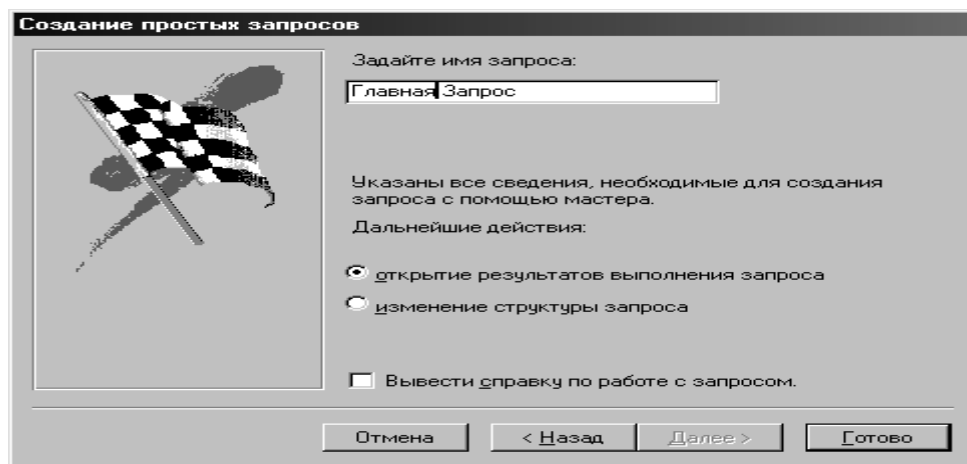 Создание простых запросов
Задайте имя запроса:
Главная Запрос
Указаны все сведения, необходимые для создания
запроса с помощью мастера.
Дальнейшие действия:
открытие результатов выполнения запроса
изменение структуры запроса
Вывести справку по работе с запросом.
Отмена < Назад Далее > Готово